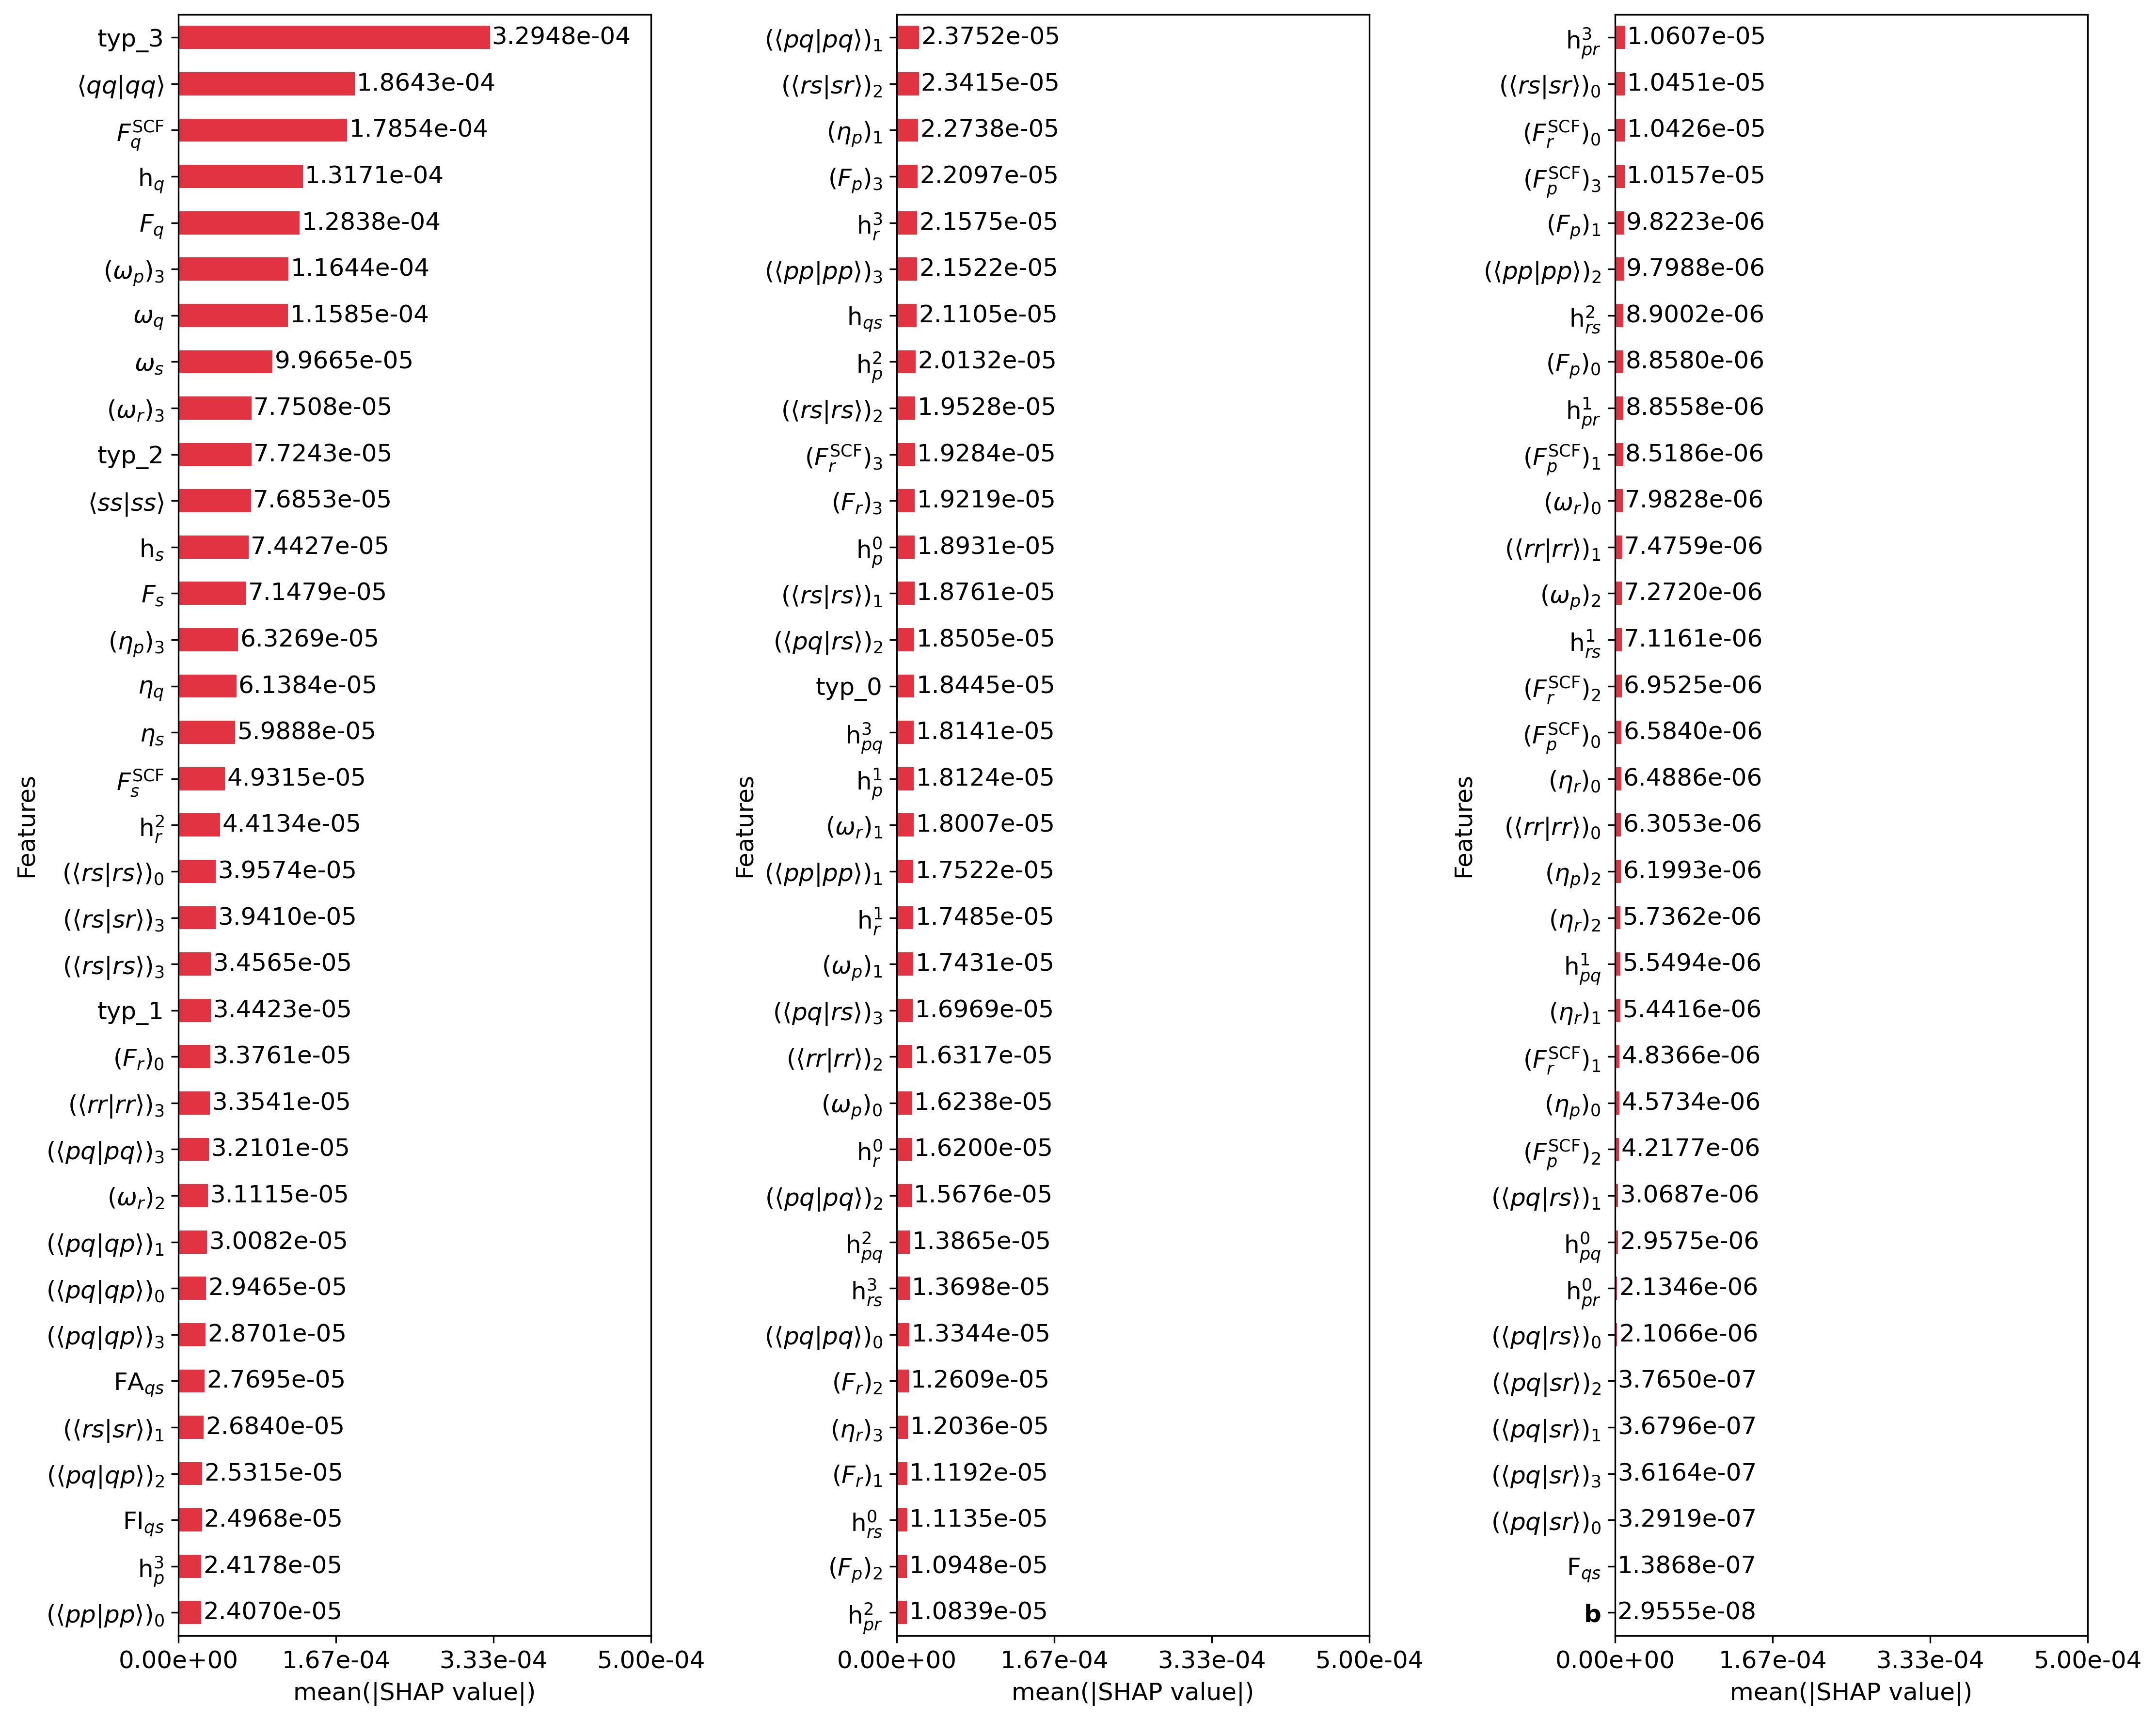 typ_3 3.2948e-04
⟨qq|qq⟩ 1.8643e-04
F_q^SCF 1.7854e-04
h_q 1.3171e-04
F_q 1.2838e-04
(ω_p)_3 1.1644e-04
ω_q 1.1585e-04
ω_s 9.9665e-05
(ω_r)_3 7.7508e-05
typ_2 7.7243e-05
⟨ss|ss⟩ 7.6853e-05
h_s 7.4427e-05
F_s 7.1479e-05
(η_p)_3 6.3269e-05
η_q 6.1384e-05
η_s 5.9888e-05
F_s^SCF 4.9315e-05
h_r^2 4.4134e-05
(⟨rs|rs⟩)_0 3.9574e-05
(⟨rs|sr⟩)_3 3.9410e-05
(⟨rs|rs⟩)_3 3.4565e-05
typ_1 3.4423e-05
(F_r)_0 3.3761e-05
(⟨rr|rr⟩)_3 3.3541e-05
(⟨pq|pq⟩)_3 3.2101e-05
(ω_r)_2 3.1115e-05
(⟨pq|qp⟩)_1 3.0082e-05
(⟨pq|qp⟩)_0 2.9465e-05
(⟨pq|qp⟩)_3 2.8701e-05
FA_qs 2.7695e-05
(⟨rs|sr⟩)_1 2.6840e-05
(⟨pq|qp⟩)_2 2.5315e-05
FI_qs 2.4968e-05
h_p^3 2.4178e-05
(⟨pp|pp⟩)_0 2.4070e-05
Features
0.00e+00 1.67e-04 3.33e-04 5.00e-04
mean(|SHAP value|)
(⟨pq|pq⟩)_1 2.3752e-05
(⟨rs|sr⟩)_2 2.3415e-05
(η_p)_1 2.2738e-05
(F_p)_3 2.2097e-05
h_r^3 2.1575e-05
(⟨pp|pp⟩)_3 2.1522e-05
h_qs 2.1105e-05
h_p^2 2.0132e-05
(⟨rs|rs⟩)_2 1.9528e-05
(F_r^SCF)_3 1.9284e-05
(F_r)_3 1.9219e-05
h_p^0 1.8931e-05
(⟨rs|rs⟩)_1 1.8761e-05
(⟨pq|rs⟩)_2 1.8505e-05
typ_0 1.8445e-05
h_pq^3 1.8141e-05
h_p^1 1.8124e-05
(ω_r)_1 1.8007e-05
(⟨pp|pp⟩)_1 1.7522e-05
h_r^1 1.7485e-05
(ω_p)_1 1.7431e-05
(⟨pq|rs⟩)_3 1.6969e-05
(⟨rr|rr⟩)_2 1.6317e-05
(ω_p)_0 1.6238e-05
h_r^0 1.6200e-05
(⟨pq|pq⟩)_2 1.5676e-05
h_pq^2 1.3865e-05
h_rs^3 1.3698e-05
(⟨pq|pq⟩)_0 1.3344e-05
(F_r)_2 1.2609e-05
(η_r)_3 1.2036e-05
(F_r)_1 1.1192e-05
h_rs^0 1.1135e-05
(F_p)_2 1.0948e-05
h_pr^2 1.0839e-05
Features
0.00e+00 1.67e-04 3.33e-04 5.00e-04
mean(|SHAP value|)
h_pr^3 1.0607e-05
(⟨rs|sr⟩)_0 1.0451e-05
(F_r^SCF)_0 1.0426e-05
(F_p^SCF)_3 1.0157e-05
(F_p)_1 9.8223e-06
(⟨pp|pp⟩)_2 9.7988e-06
h_rs^2 8.9002e-06
(F_p)_0 8.8580e-06
h_pr^1 8.8558e-06
(F_p^SCF)_1 8.5186e-06
(ω_r)_0 7.9828e-06
(⟨rr|rr⟩)_1 7.4759e-06
(ω_p)_2 7.2720e-06
h_rs^1 7.1161e-06
(F_r^SCF)_2 6.9525e-06
(F_p^SCF)_0 6.5840e-06
(η_r)_0 6.4886e-06
(⟨rr|rr⟩)_0 6.3053e-06
(η_p)_2 6.1993e-06
(η_r)_2 5.7362e-06
h_pq^1 5.5494e-06
(η_r)_1 5.4416e-06
(F_r^SCF)_1 4.8366e-06
(η_p)_0 4.5734e-06
(F_p^SCF)_2 4.2177e-06
(⟨pq|rs⟩)_1 3.0687e-06
h_pq^0 2.9575e-06
h_pr^0 2.1346e-06
(⟨pq|rs⟩)_0 2.1066e-06
(⟨pq|sr⟩)_2 3.7650e-07
(⟨pq|sr⟩)_1 3.6796e-07
(⟨pq|sr⟩)_3 3.6164e-07
(⟨pq|sr⟩)_0 3.2919e-07
F_qs 1.3868e-07
b 2.9555e-08
Features
0.00e+00 1.67e-04 3.33e-04 5.00e-04
mean(|SHAP value|)